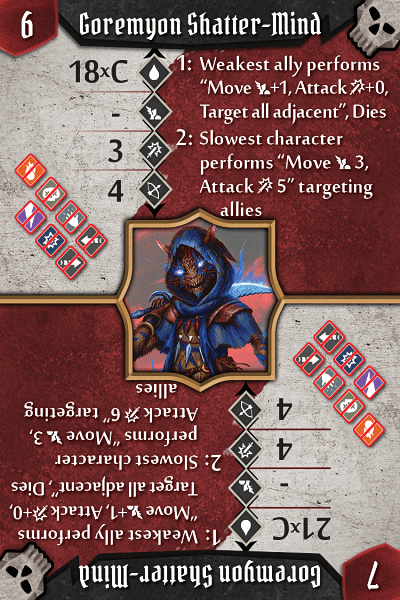 6
Goremyon Shatter-Mind
18xC
-
3
4
1: Weakest ally performs
"Move +1, Attack +0,
Target all adjacent", Dies
2: Slowest character
performs "Move 3,
Attack 5" targeting
allies
7
Goremyon Shatter-Mind
21xC
-
4
4
1: Weakest ally performs
"Move +1, Attack +0,
Target all adjacent", Dies
2: Slowest character
performs "Move 3,
Attack 6" targeting
allies